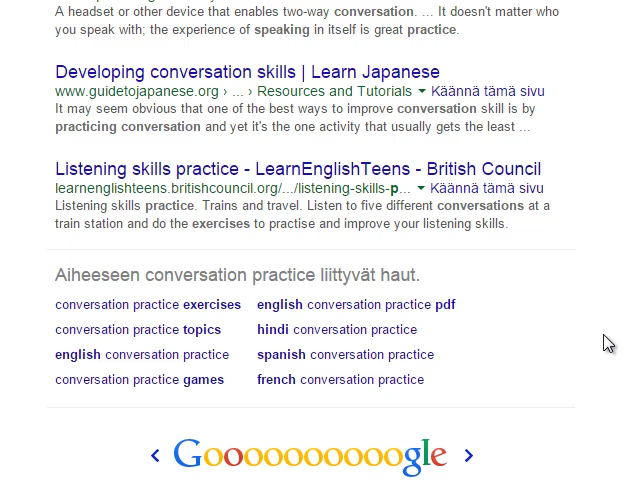 A headset or other device that enables two-way conversation. ... It doesn't matter who
you speak with; the experience of speaking in itself is great practice.
Developing conversation skills | Learn Japanese
www.guidetojapanese.org › ... › Resources and Tutorials ▼ Käännä tämä sivu
It may seem obvious that one of the best ways to improve conversation skill is by
practicing conversation and yet it's the one activity that usually gets the least ...
Listening skills practice - LearnEnglishTeens - British Council
learnenglishteens.britishcouncil.org/.../listening-skills-p... ▼ Käännä tämä sivu
Listening skills practice. Trains and travel. Listen to five different conversations at a
train station and do the exercises to practise and improve your listening skills.
Aiheeseen conversation practice liittyvät haut.
conversation practice exercises english conversation practice pdf
conversation practice topics hindi conversation practice
english conversation practice spanish conversation practice
conversation practice games french conversation practice
< Goooooooooogle >